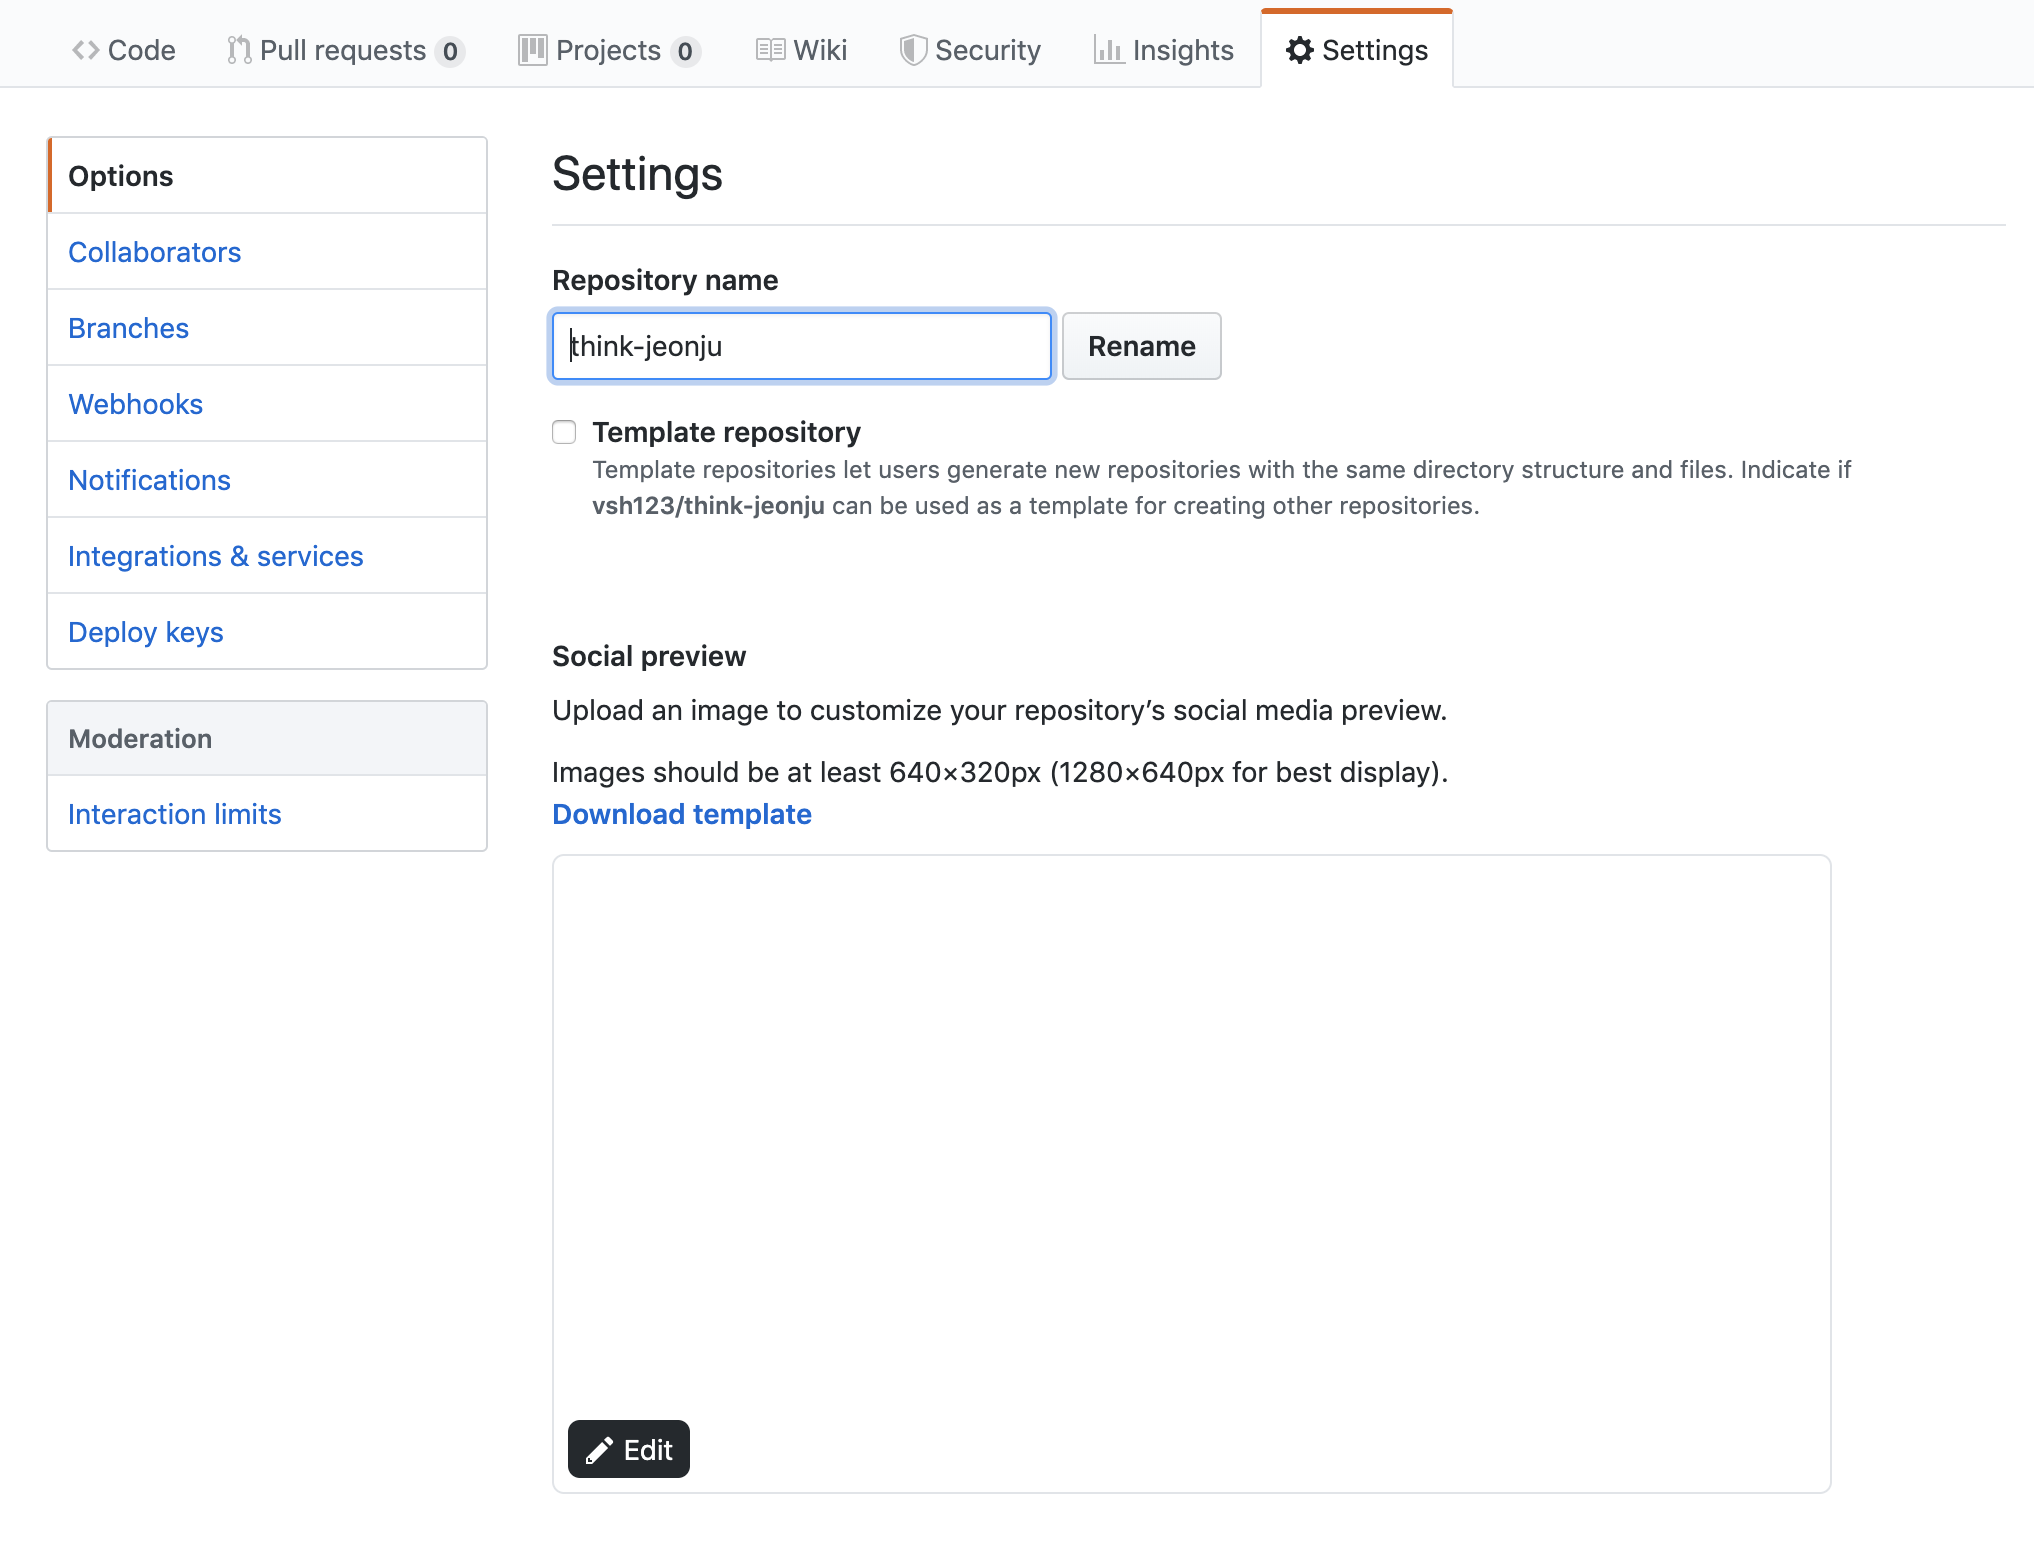 Code Pull requests 0 Projects 0 Wiki Security Insights Settings
Options
Collaborators
Branches
Webhooks
Notifications
Integrations & services
Deploy keys
Moderation
Interaction limits
Settings
Repository name
think-jeonju Rename
Template repository
Template repositories let users generate new repositories with the same directory structure and files. Indicate if
vsh123/think-jeonju can be used as a template for creating other repositories.
Social preview
Upload an image to customize your repository’s social media preview.
Images should be at least 640×320px (1280×640px for best display).
Download template
Edit